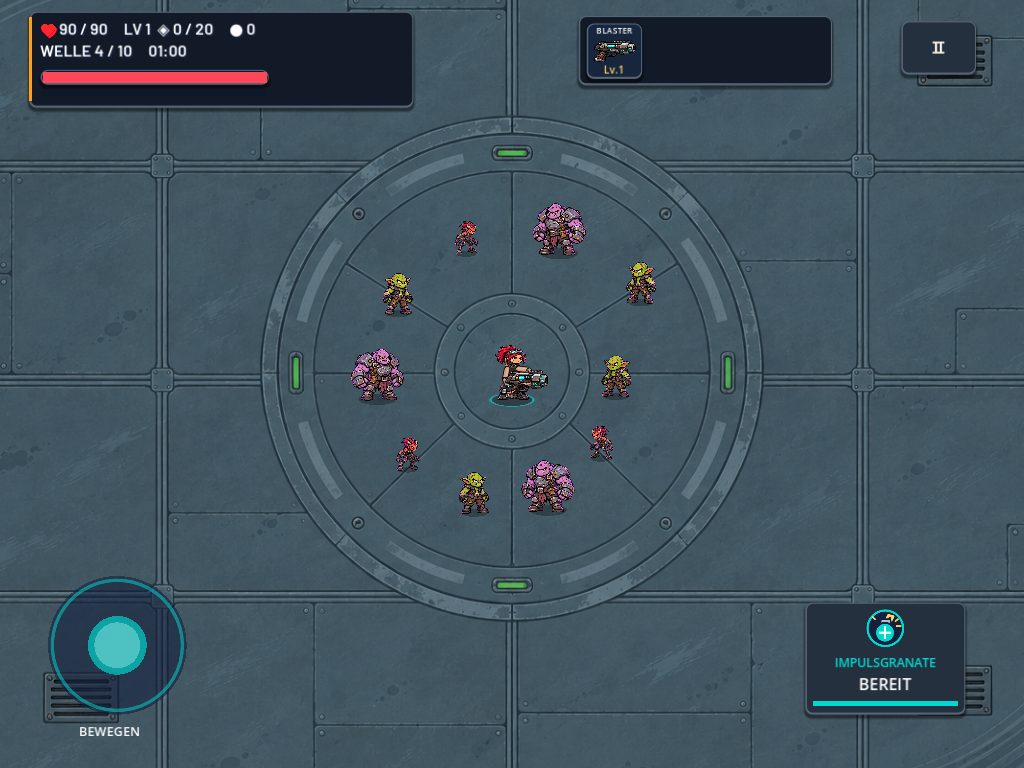 90 / 90 LV 1 0 / 20 0
WELLE 4 / 10 01:00
BLASTER
Lv.1
II
BEWEGEN
IMPULSGRANATE
BEREIT